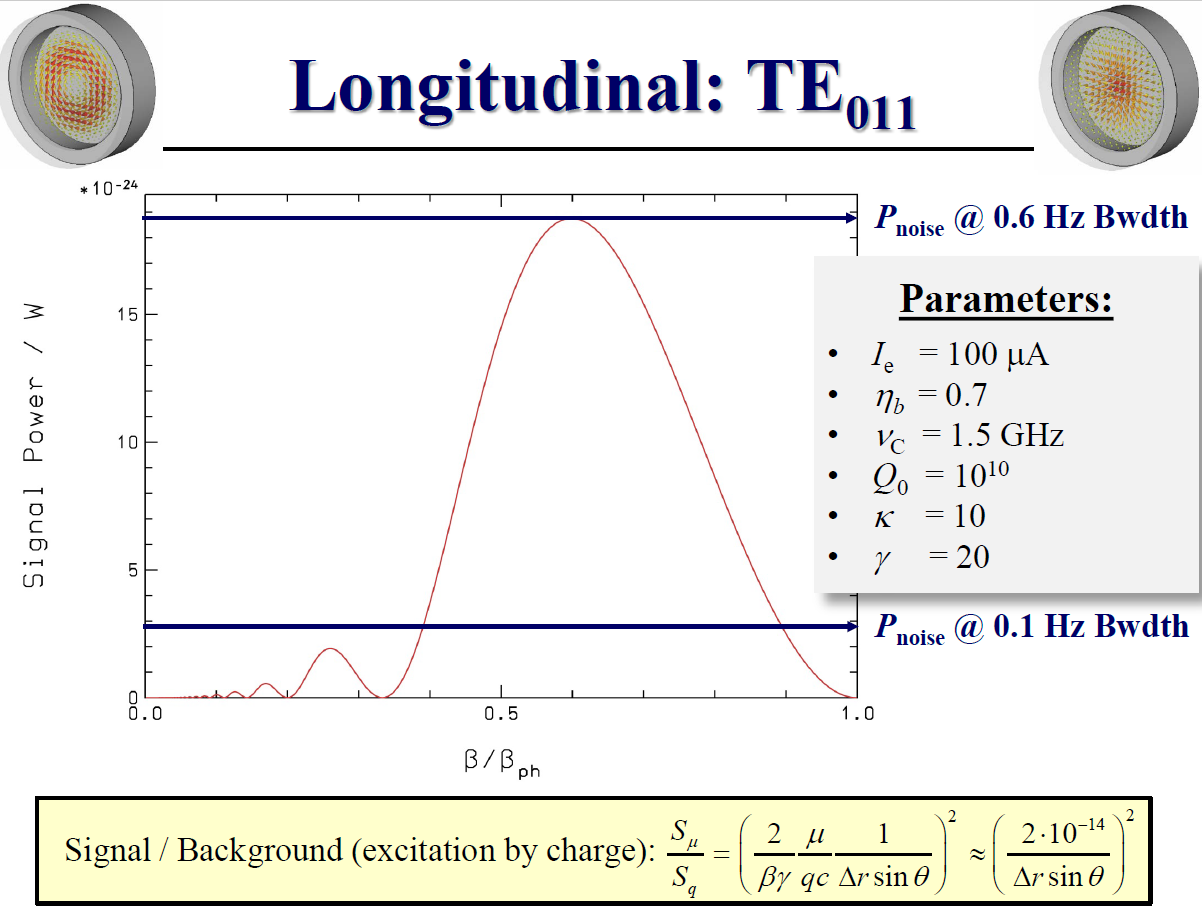 Longitudinal: TE₀₁₁
*10⁻²⁴
P_noise @ 0.6 Hz Bwdth
Signal Power / W
15
10
5
0
0.0 0.5 1.0
β/β_ph
Parameters:
• I_e = 100 μA
• η_b = 0.7
• ν_C = 1.5 GHz
• Q₀ = 10¹⁰
• κ = 10
• γ = 20
P_noise @ 0.1 Hz Bwdth
Signal / Background (excitation by charge): S_μ/S_q = (2/βγ μ/qc 1/Δr sin θ)² ≈ (2·10⁻¹⁴/Δr sin θ)²